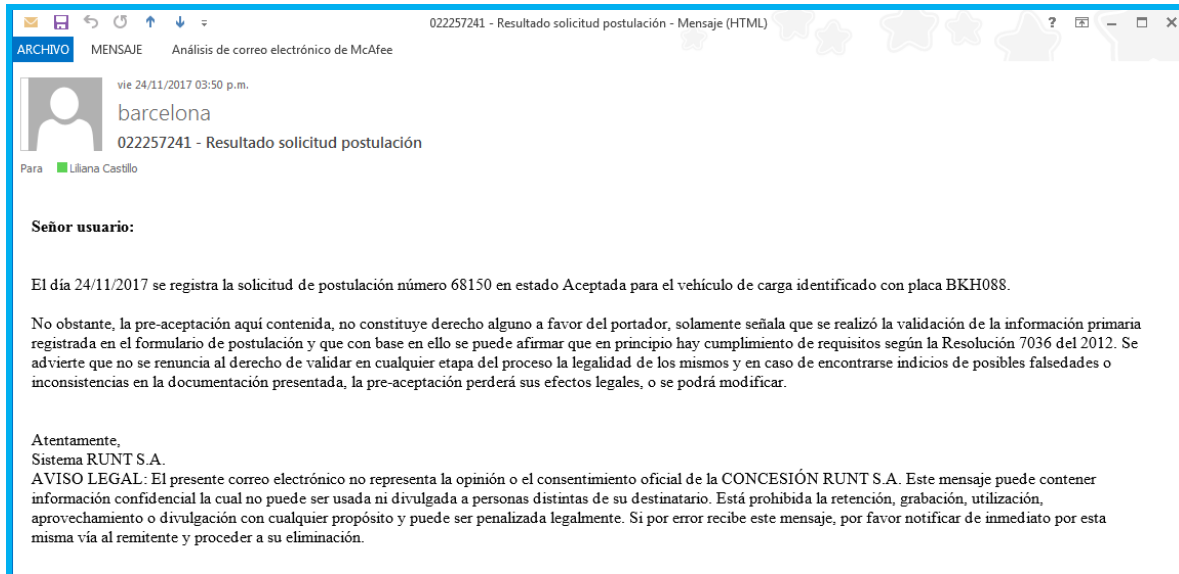 022257241 - Resultado solicitud postulación - Mensaje (HTML)
ARCHIVO MENSAJE Análisis de correo electrónico de McAfee
vie 24/11/2017 03:50 p.m.
barcelona
022257241 - Resultado solicitud postulación
Para Liliana Castillo
Señor usuario:
El día 24/11/2017 se registra la solicitud de postulación número 68150 en estado Aceptada para el vehículo de carga identificado con placa BKH088.
No obstante, la pre-aceptación aquí contenida, no constituye derecho alguno a favor del portador, solamente señala que se realizó la validación de la información primaria
registrada en el formulario de postulación y que con base en ello se puede afirmar que en principio hay cumplimiento de requisitos según la Resolución 7036 del 2012. Se
advierte que no se renuncia al derecho de validar en cualquier etapa del proceso la legalidad de los mismos y en caso de encontrarse indicios de posibles falsedades o
inconsistencias en la documentación presentada, la pre-aceptación perderá sus efectos legales, o se podrá modificar.
Atentamente,
Sistema RUNT S.A.
AVISO LEGAL: El presente correo electrónico no representa la opinión o el consentimiento oficial de la CONCESIÓN RUNT S.A. Este mensaje puede contener
información confidencial la cual no puede ser usada ni divulgada a personas distintas de su destinatario. Está prohibida la retención, grabación, utilización,
aprovechamiento o divulgación con cualquier propósito y puede ser penalizada legalmente. Si por error recibe este mensaje, por favor notificar de inmediato por esta
misma vía al remitente y proceder a su eliminación.